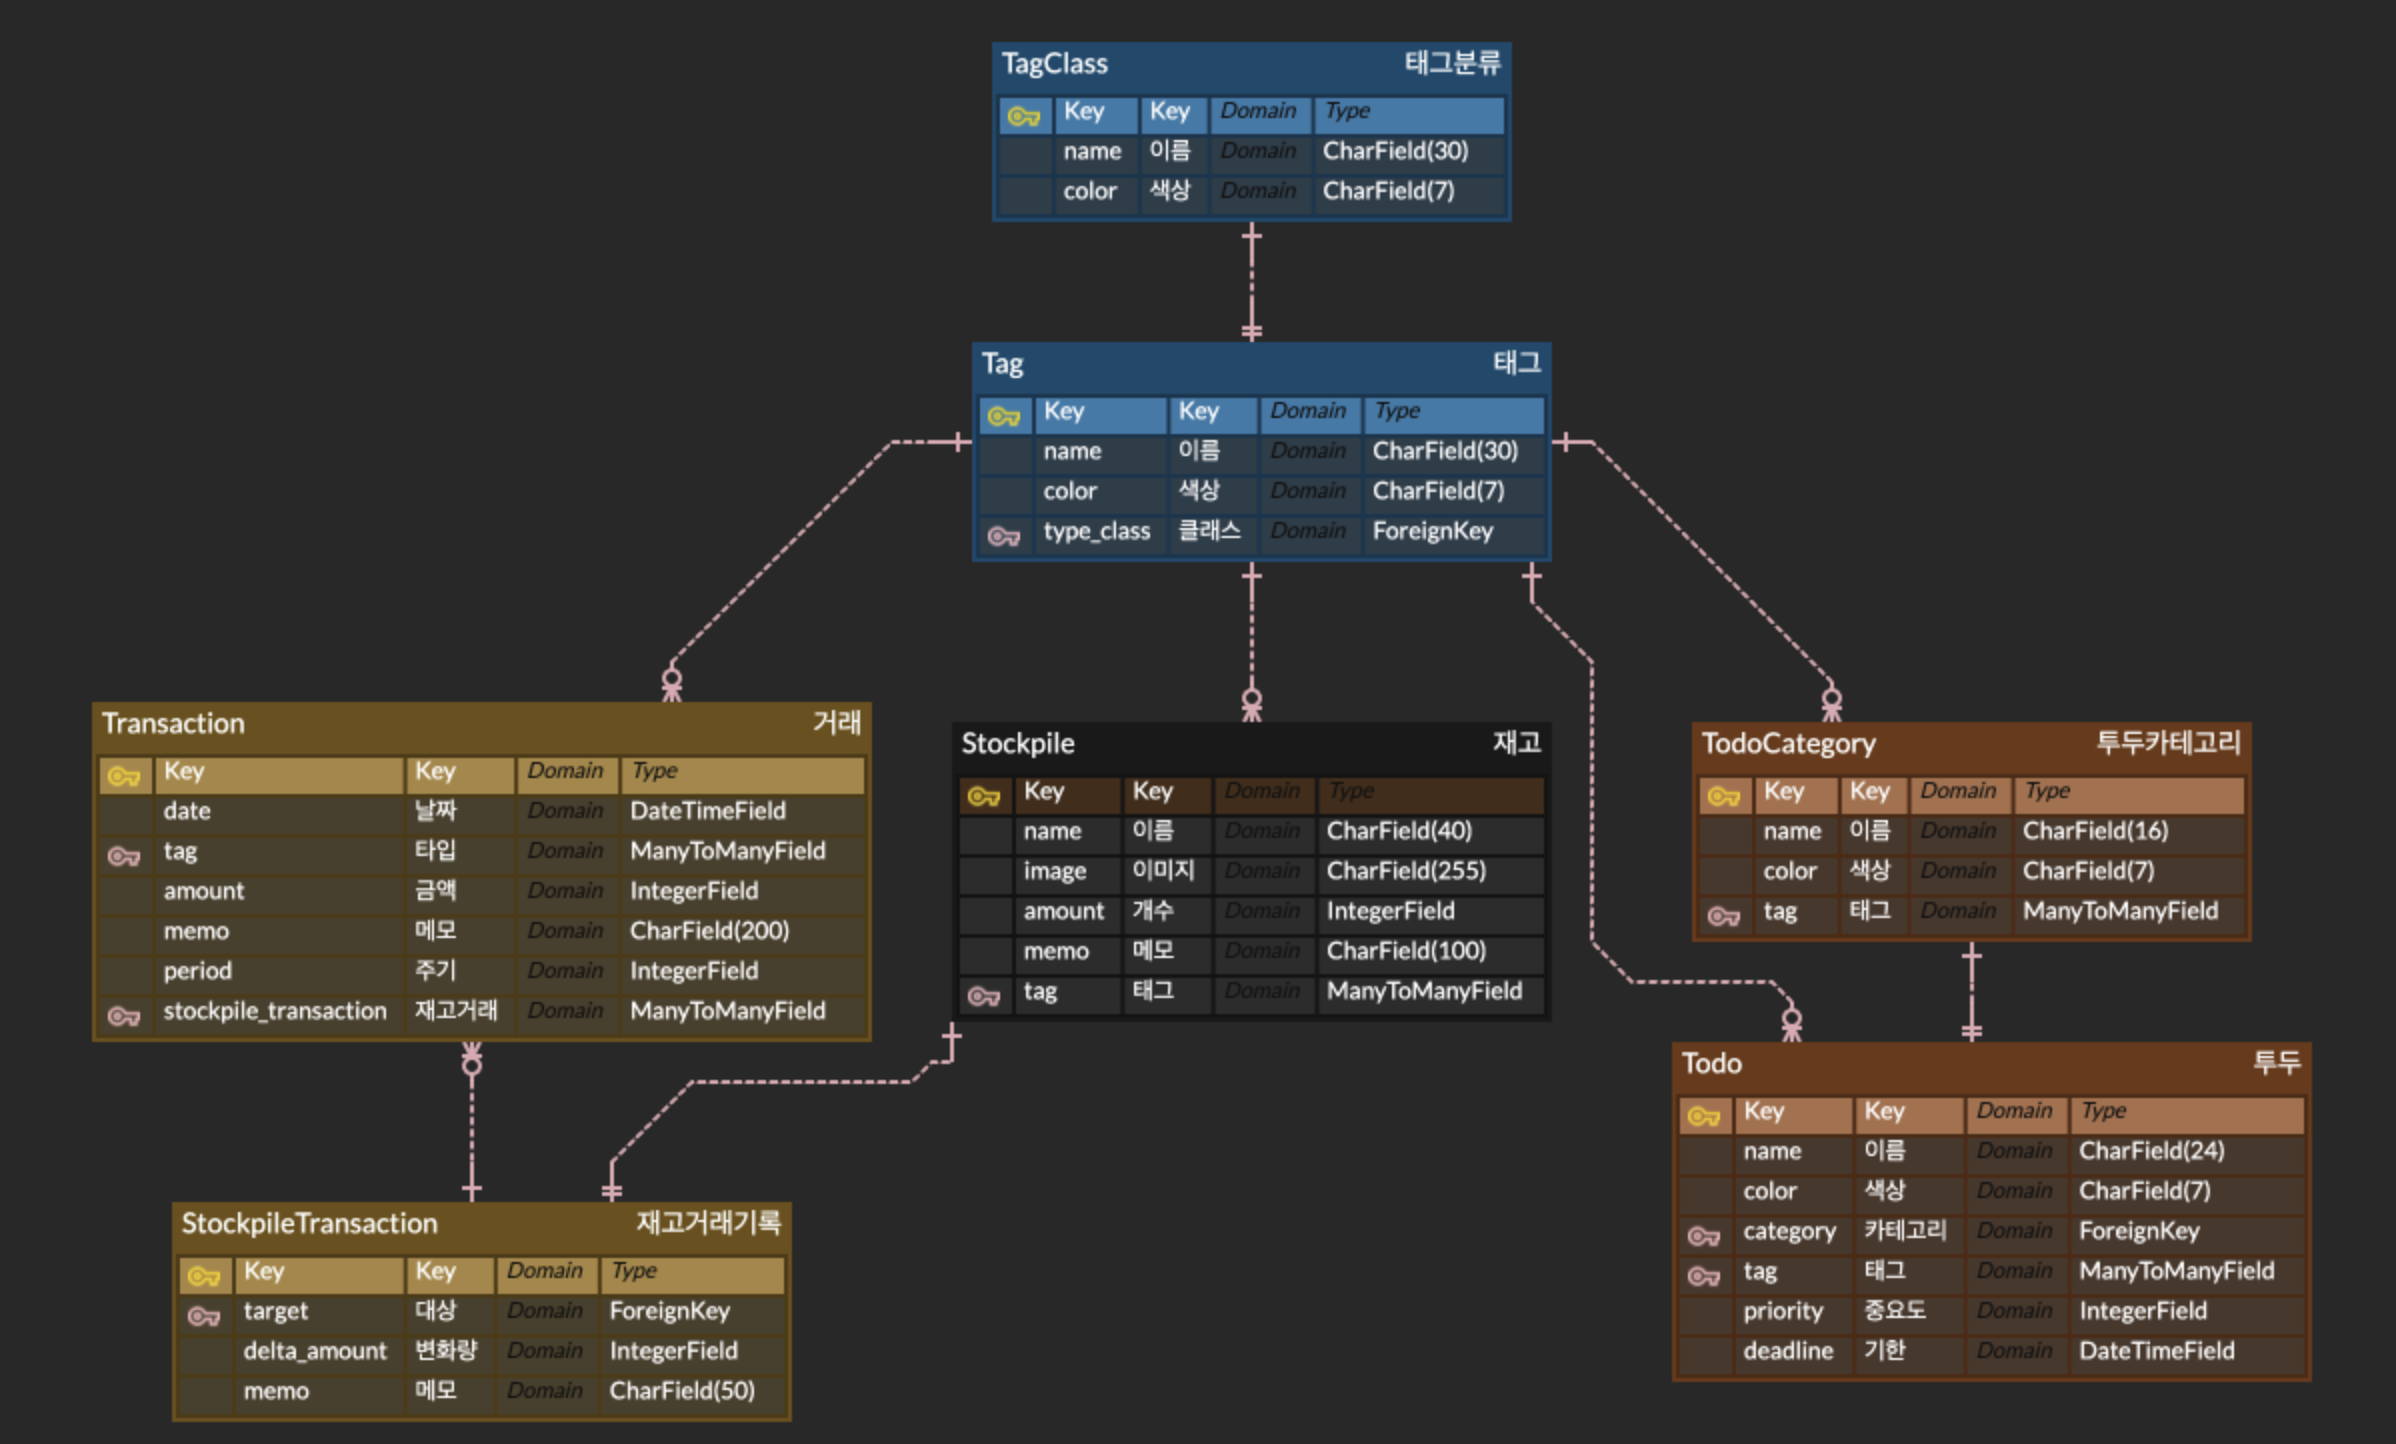 TagClass 태그분류
Key Key Domain Type
name 이름 Domain CharField(30)
color 색상 Domain CharField(7)
Tag 태그
Key Key Domain Type
name 이름 Domain CharField(30)
color 색상 Domain CharField(7)
type_class 클래스 Domain ForeignKey
Transaction 거래
Key Key Domain Type
date 날짜 Domain DateTimeField
tag 타입 Domain ManyToManyField
amount 금액 Domain IntegerField
memo 메모 Domain CharField(200)
period 주기 Domain IntegerField
stockpile_transaction 재고거래 Domain ManyToManyField
Stockpile 재고
Key Key Domain Type
name 이름 Domain CharField(40)
image 이미지 Domain CharField(255)
amount 개수 Domain IntegerField
memo 메모 Domain CharField(100)
tag 태그 Domain ManyToManyField
TodoCategory 투두카테고리
Key Key Domain Type
name 이름 Domain CharField(16)
color 색상 Domain CharField(7)
tag 태그 Domain ManyToManyField
StockpileTransaction 재고거래기록
Key Key Domain Type
target 대상 Domain ForeignKey
delta_amount 변화량 Domain IntegerField
memo 메모 Domain CharField(50)
Todo 투두
Key Key Domain Type
name 이름 Domain CharField(24)
color 색상 Domain CharField(7)
category 카테고리 Domain ForeignKey
tag 태그 Domain ManyToManyField
priority 중요도 Domain IntegerField
deadline 기한 Domain DateTimeField